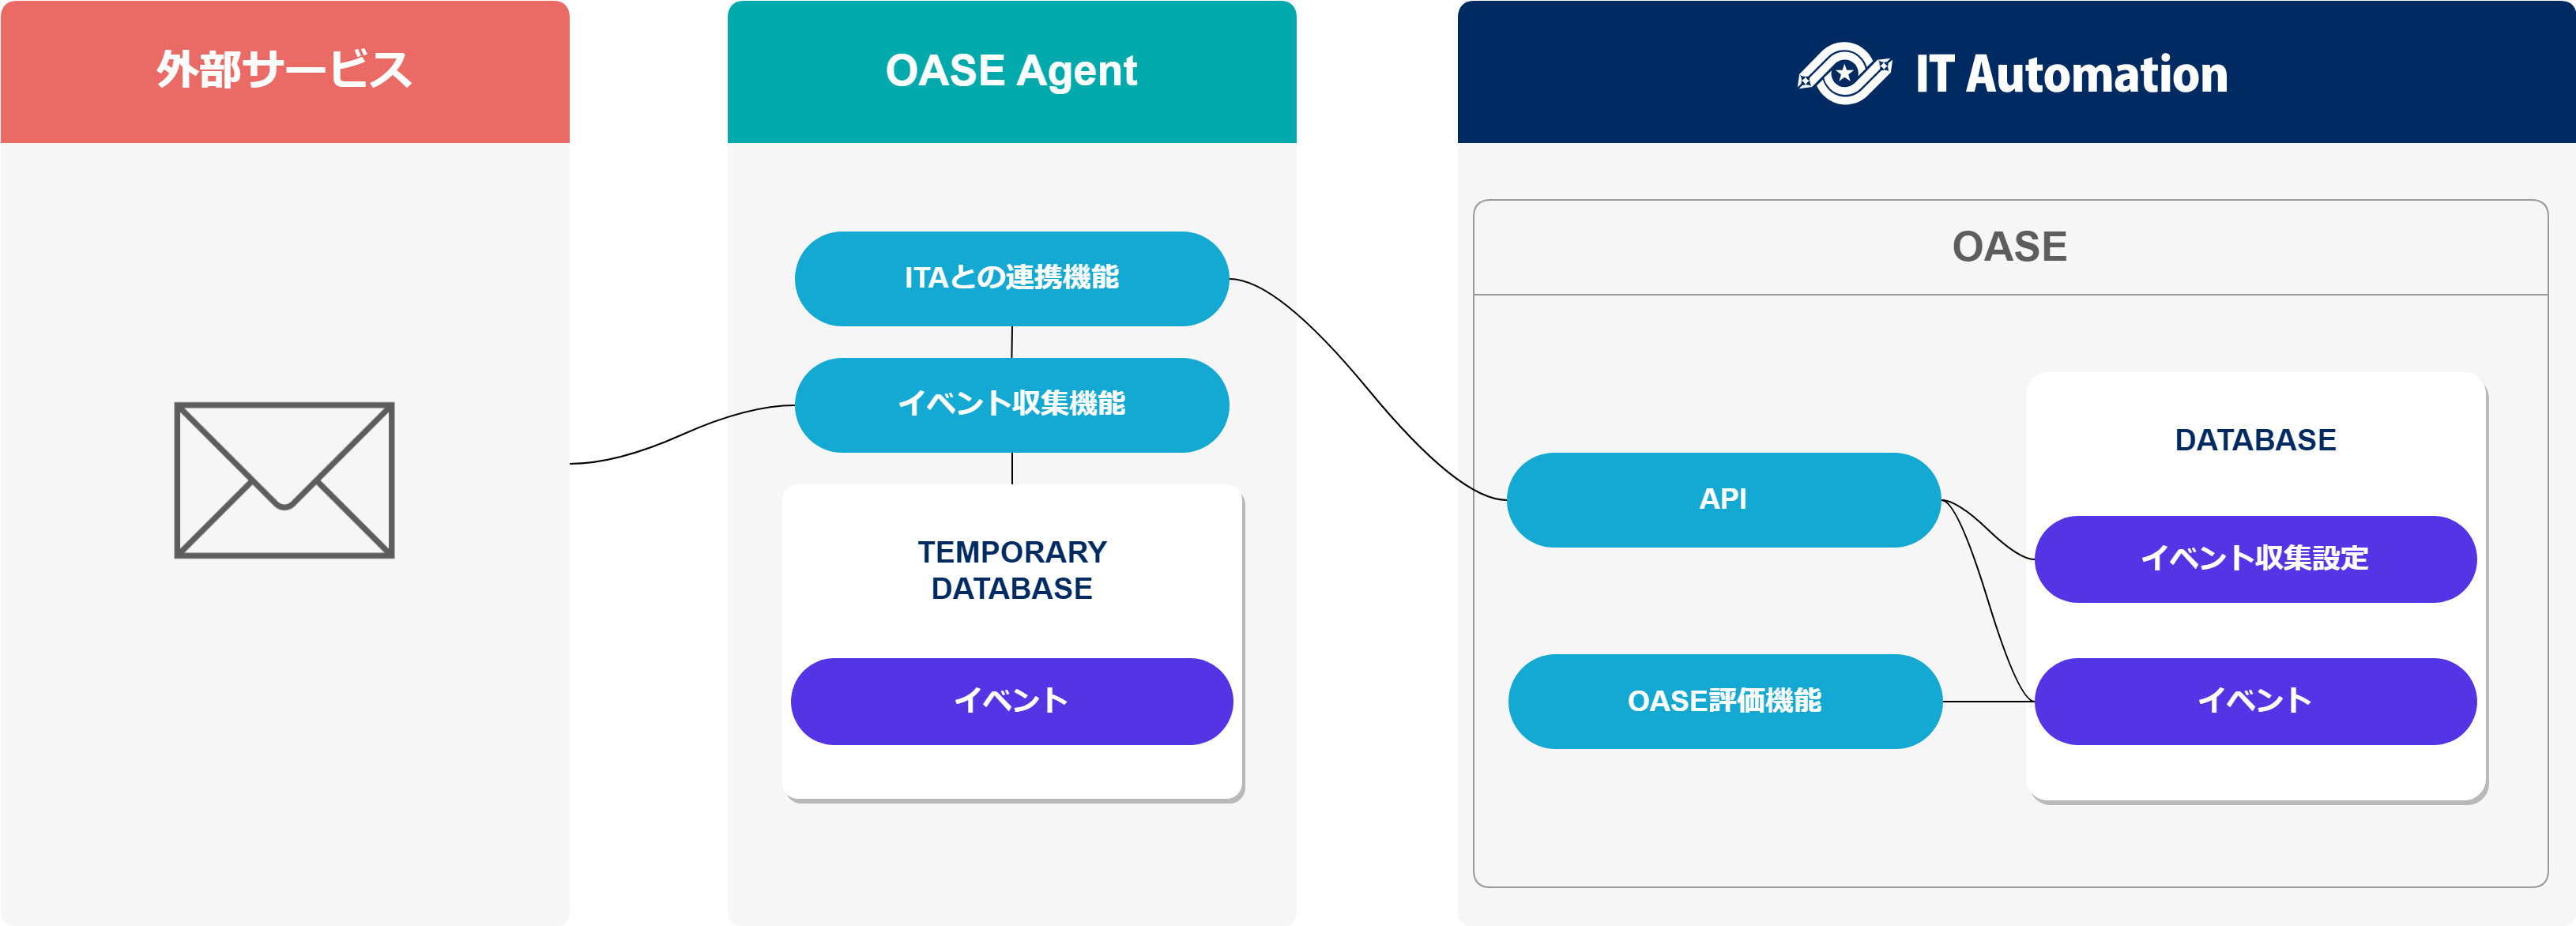 外部サービス
OASE Agent
ITAとの連携機能
イベント収集機能
TEMPORARY
DATABASE
イベント
IT Automation
OASE
API
OASE評価機能
DATABASE
イベント収集設定
イベント